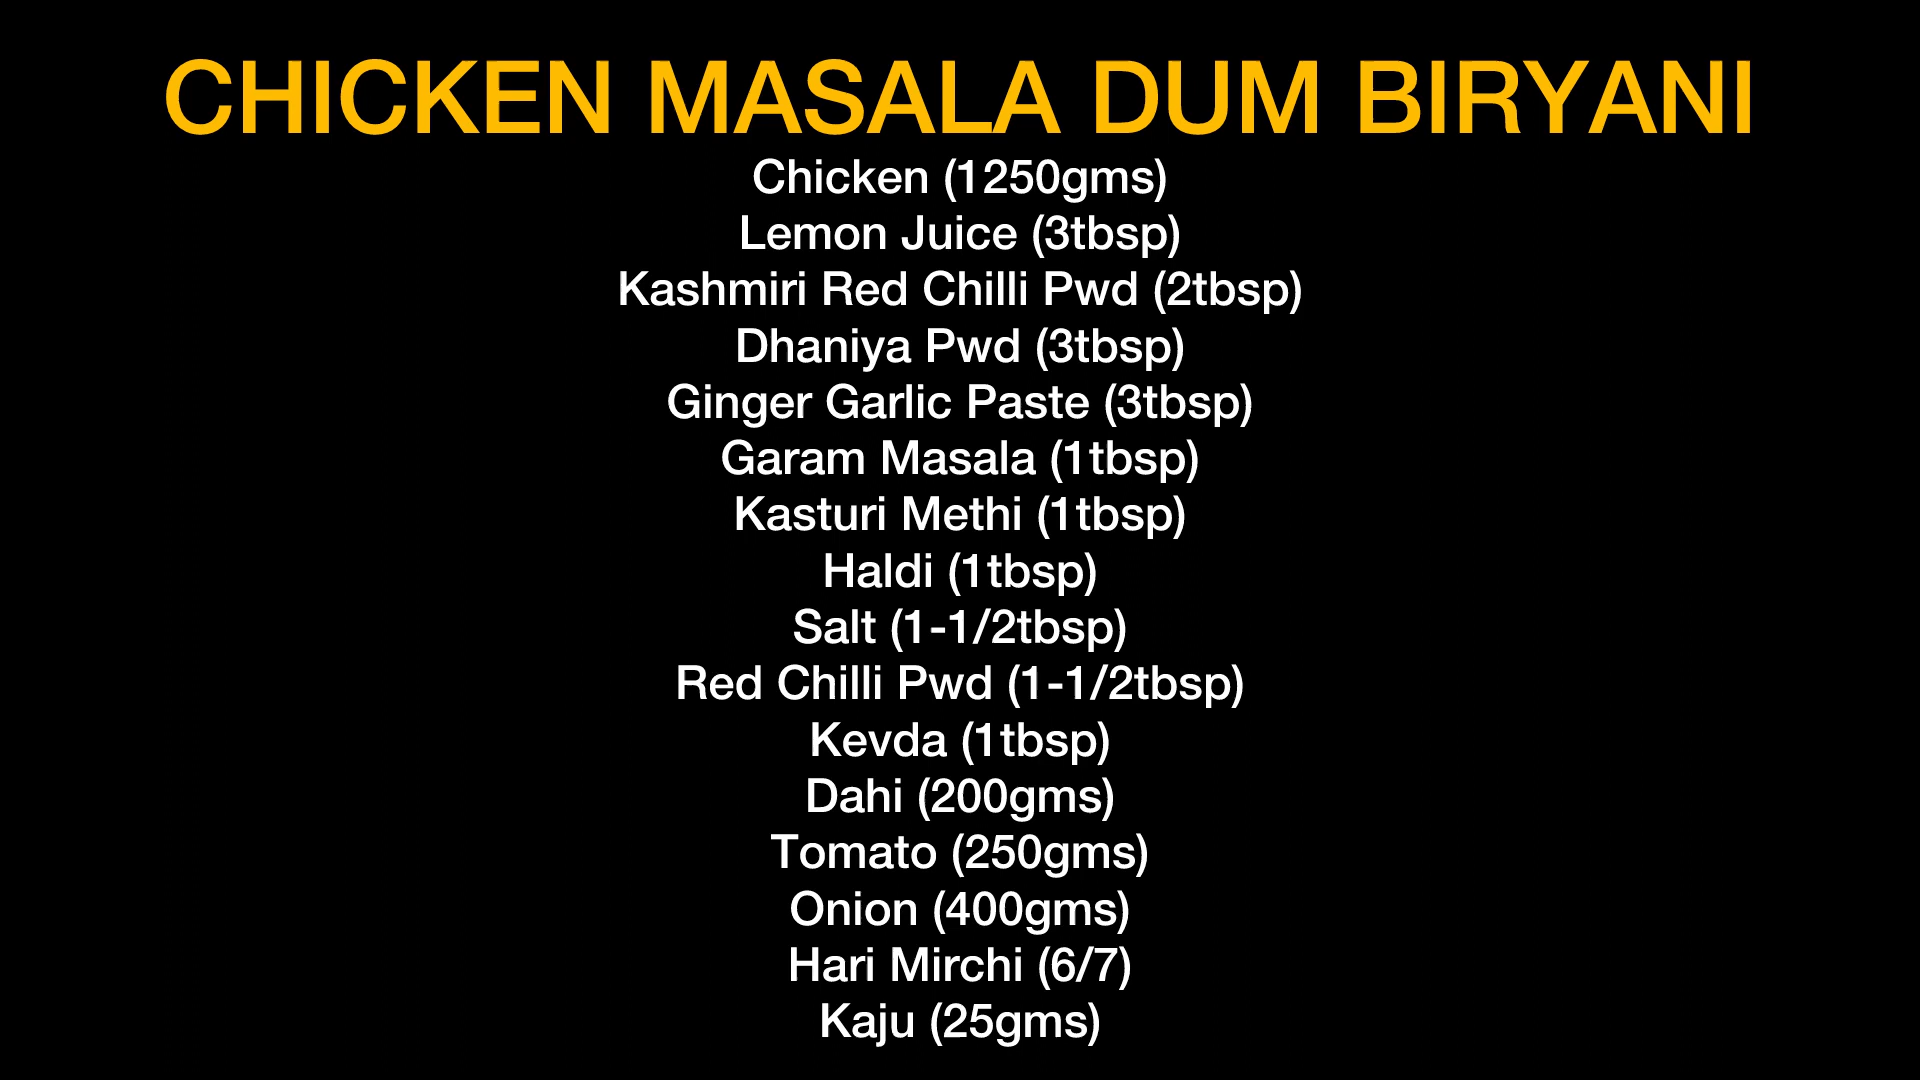 CHICKEN MASALA DUM BIRYANI
Chicken (1250gms)
Lemon Juice (3tbsp)
Kashmiri Red Chilli Pwd (2tbsp)
Dhaniya Pwd (3tbsp)
Ginger Garlic Paste (3tbsp)
Garam Masala (1tbsp)
Kasturi Methi (1tbsp)
Haldi (1tbsp)
Salt (1-1/2tbsp)
Red Chilli Pwd (1-1/2tbsp)
Kevda (1tbsp)
Dahi (200gms)
Tomato (250gms)
Onion (400gms)
Hari Mirchi (6/7)
Kaju (25gms)